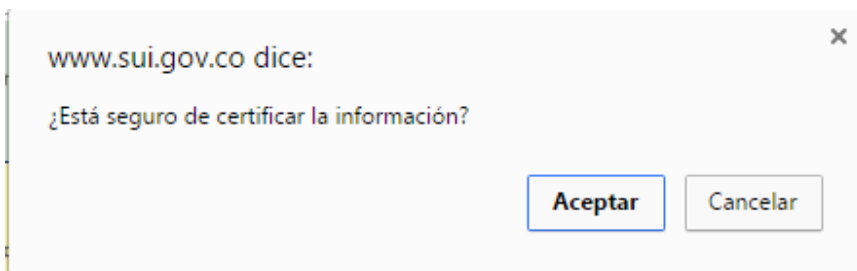 www.sui.gov.co dice:
¿Está seguro de certificar la información?
Aceptar
Cancelar